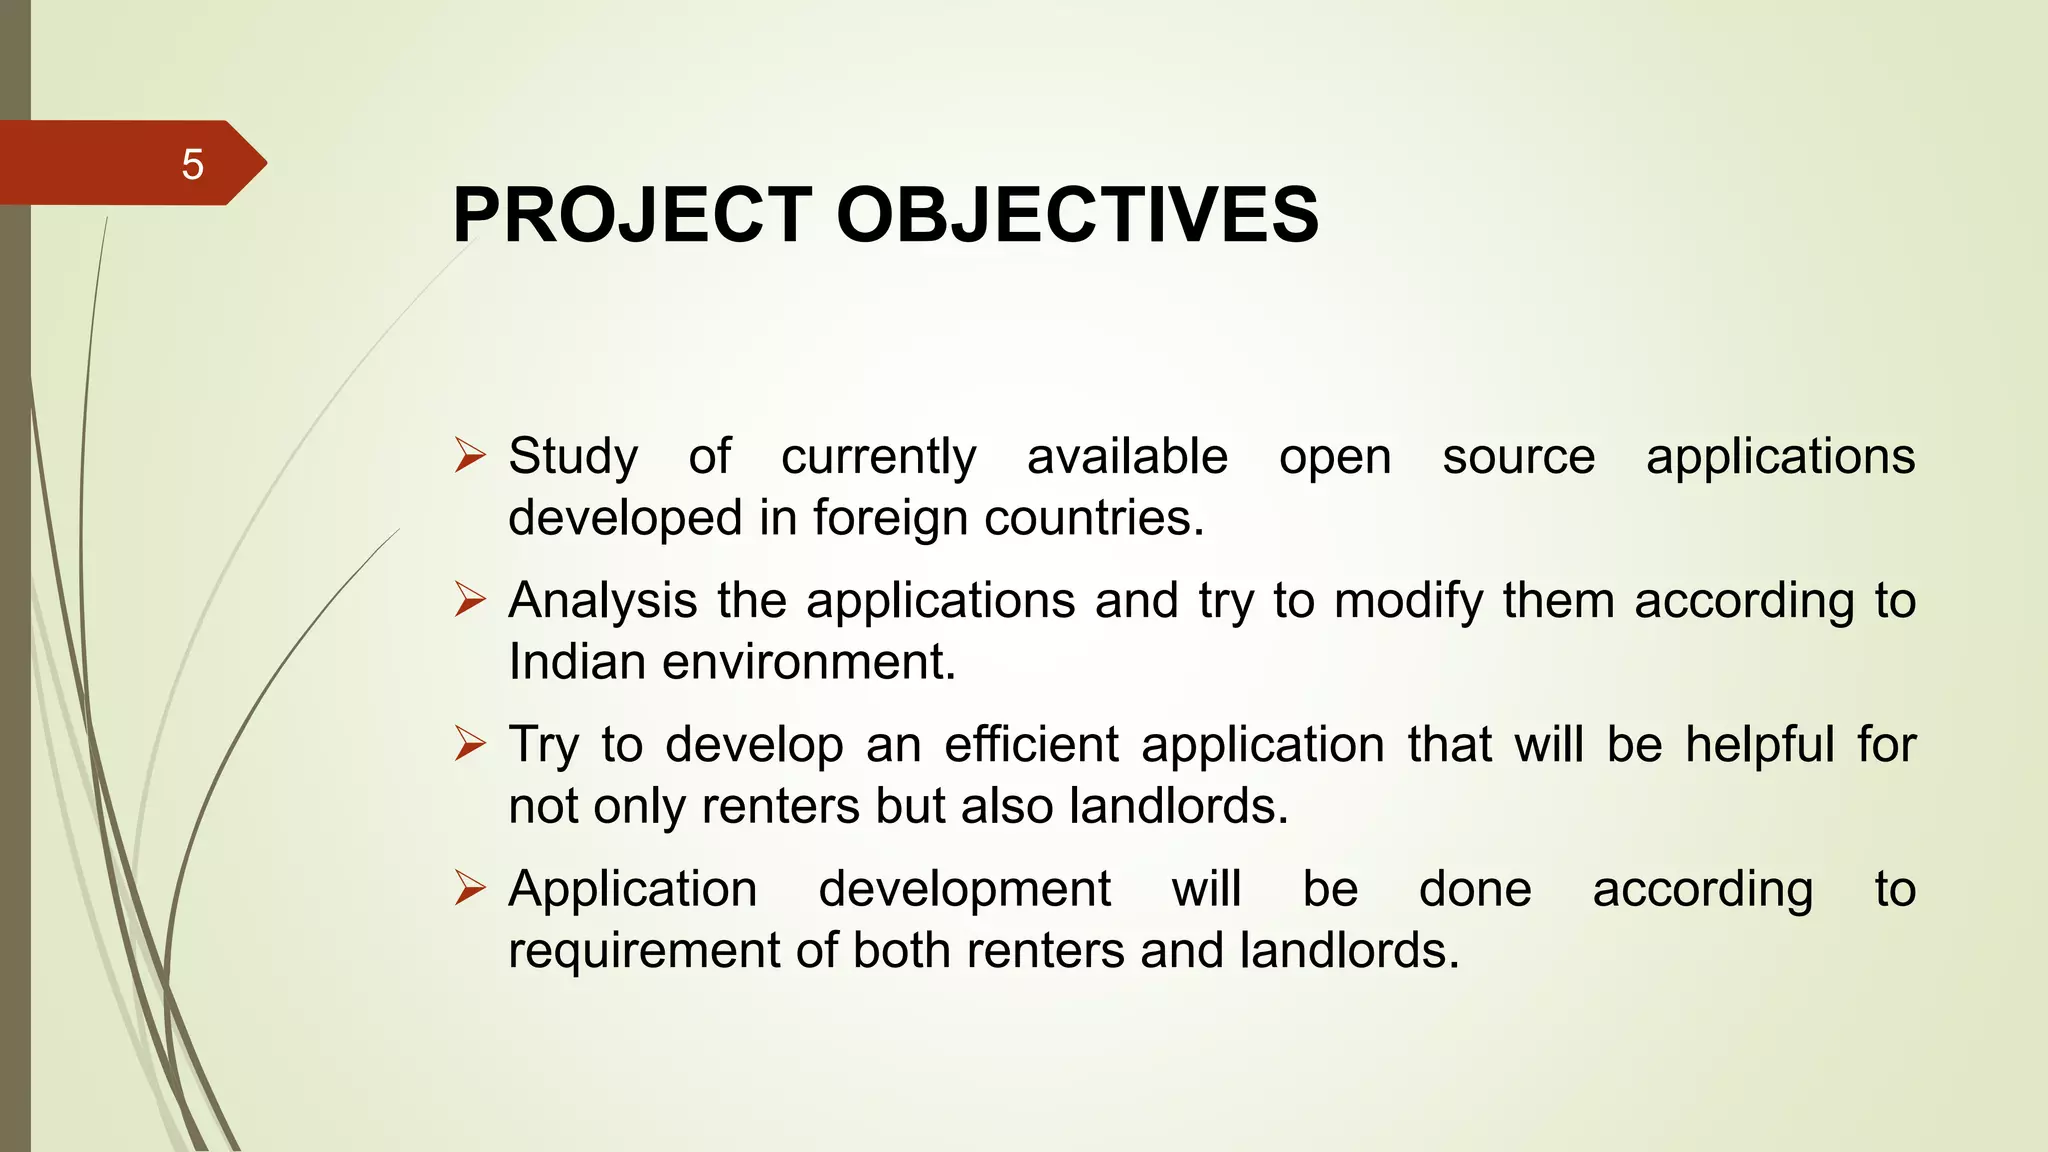 5
PROJECT OBJECTIVES
Study of currently available open source applications
developed in foreign countries.
Analysis the applications and try to modify them according to
Indian environment.
Try to develop an efficient application that will be helpful for
not only renters but also landlords.
Application development will be done according to
requirement of both renters and landlords.